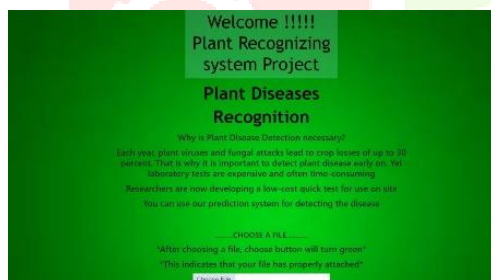 Welcome !!!!!
Plant Recognizing
system Project
Plant Diseases
Recognition
Why is Plant Disease Detection necessary?
Each year, plant viruses and fungal attacks lead to crop losses of up to 30
percent. That is why it is important to detect plant disease early on. Yet
laboratory tests are expensive and often time-consuming
Researchers are now developing a low-cost quick test for use on site
You can use our prediction system for detecting the disease
..........CHOOSE A FILE..........
"After choosing a file, choose button will turn green"
"This indicates that your file has properly attached"
Choose File